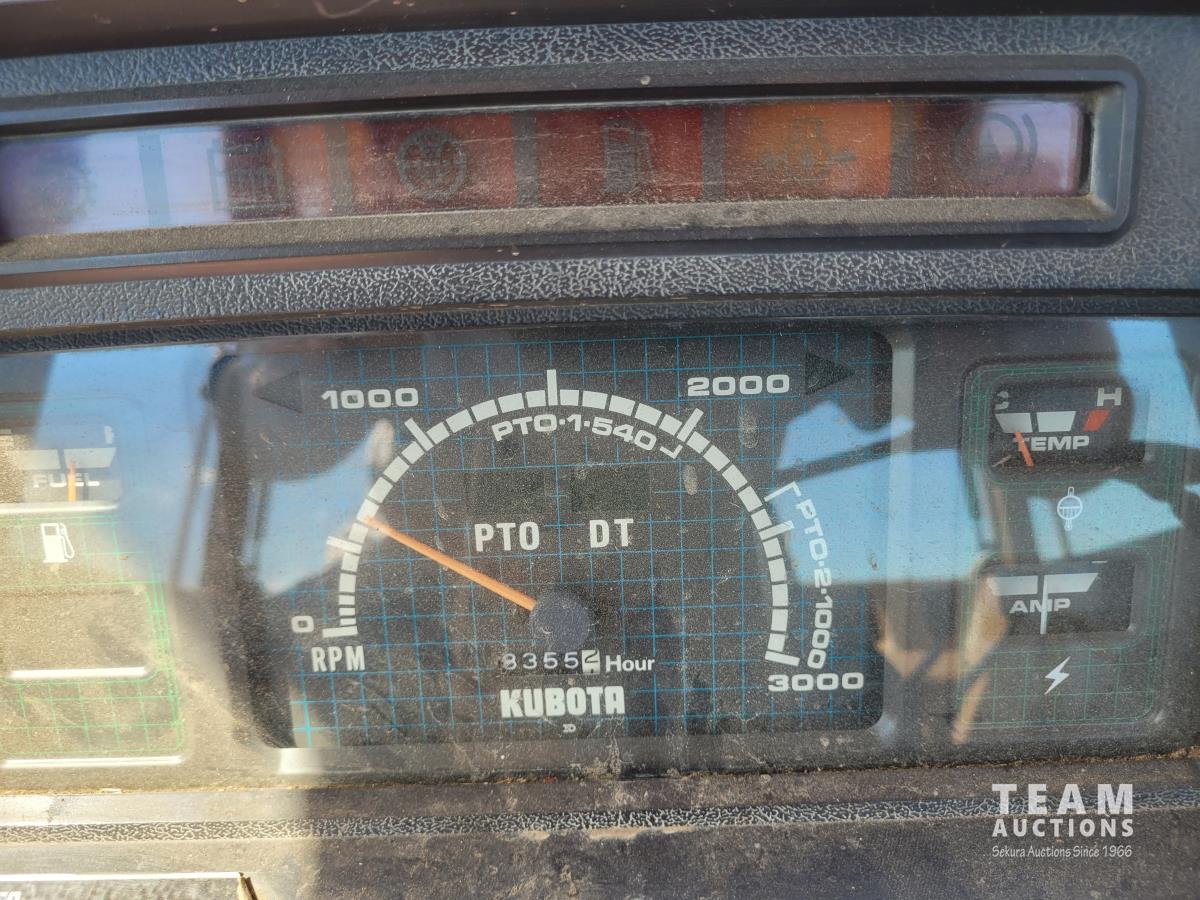 1000
2000
PTO·1·540
PTO·2·1000
PTO DT
0
RPM
Hour
3000
KUBOTA
FUEL
C H
TEMP
AMP
TEAM
AUCTIONS
Sekura Auctions Since 1966